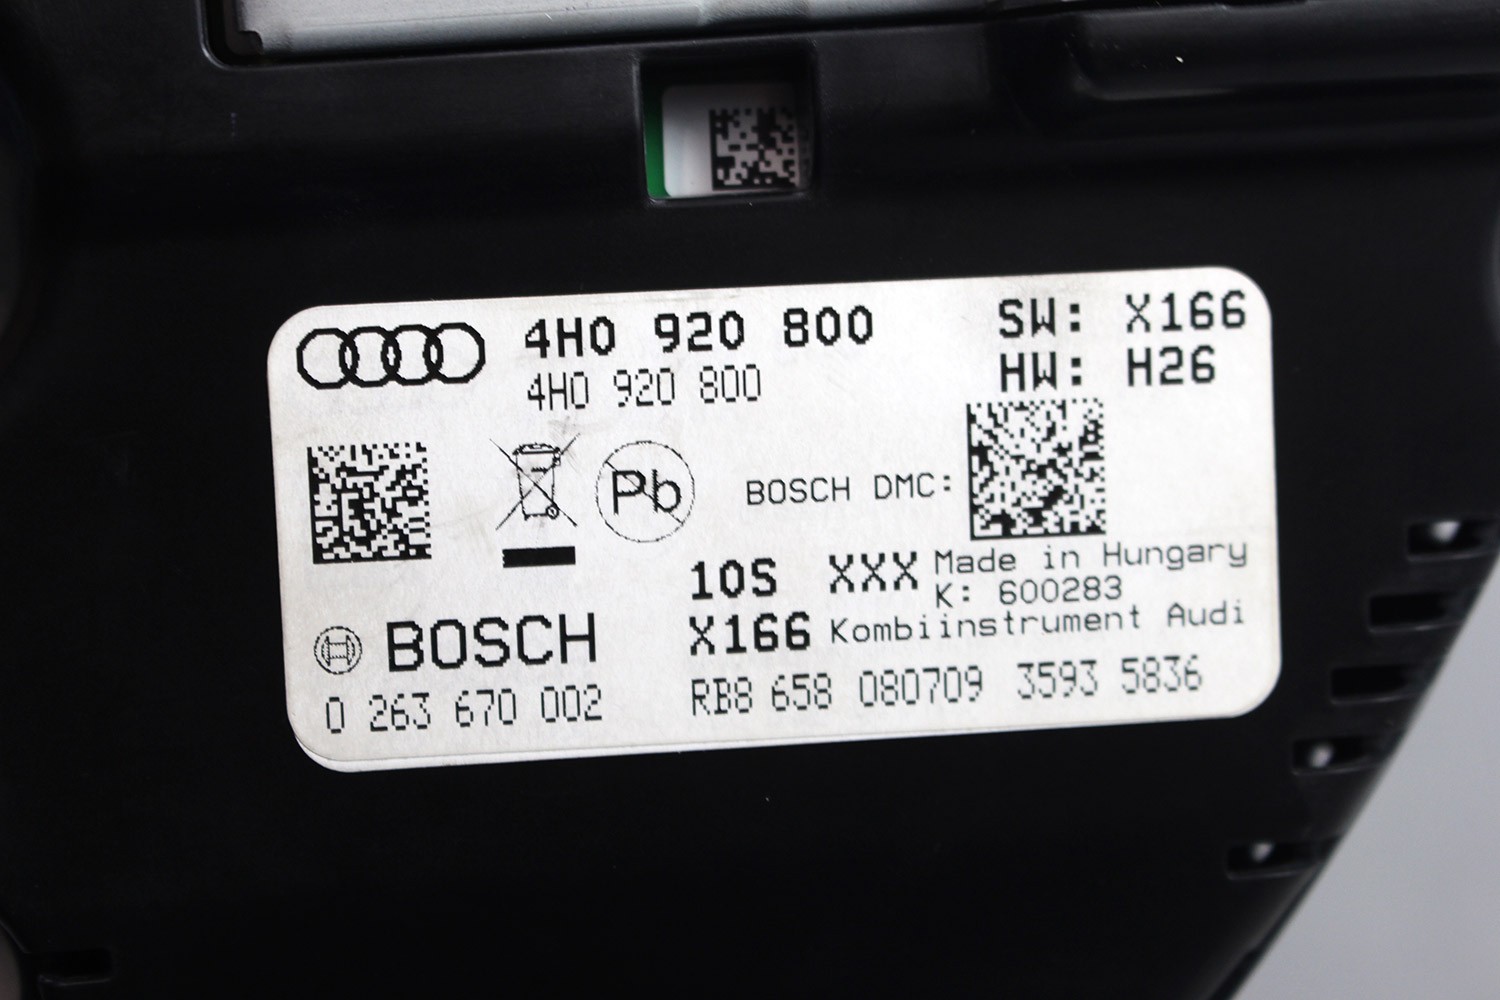 4H0 920 800
SW: X166
4H0 920 800
HW: H26
Pb
BOSCH DMC:
10S XXX
Made in Hungary
K: 600283
BOSCH
X166
Kombiinstrument Audi
0 263 670 002
RB8 658 080709 3593 5836